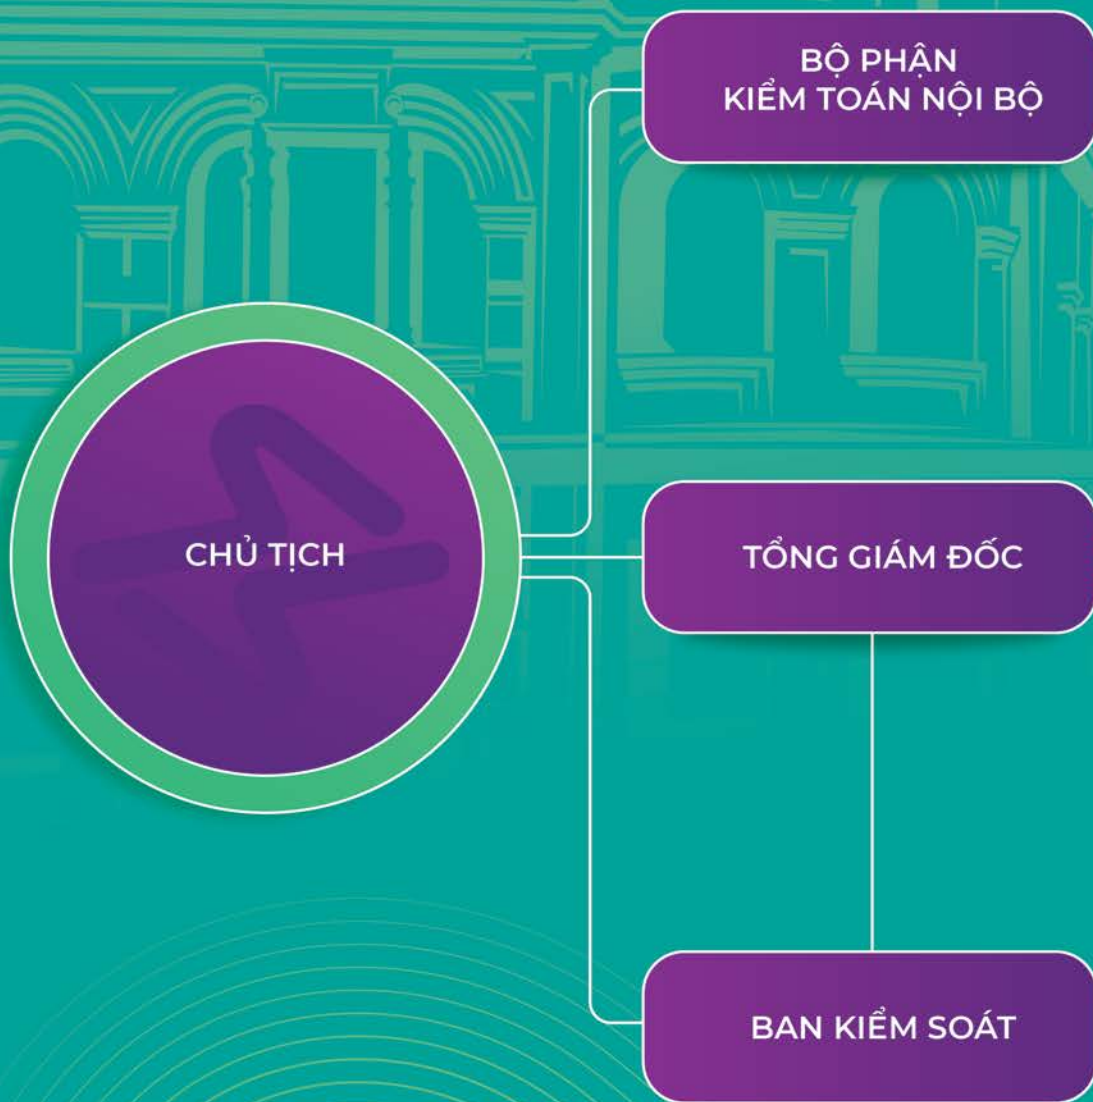 BỘ PHẬN
KIỂM TOÁN NỘI BỘ
CHỦ TỊCH
TỔNG GIÁM ĐỐC
BAN KIỂM SOÁT